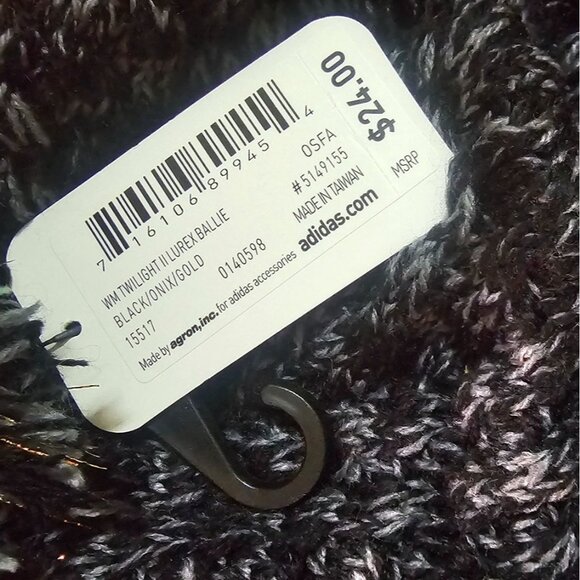 7 16106 89945 4
WM TWILIGHT II LUREX BALLIE
BLACK/ONIX/GOLD
15517
0140598
OSFA
#5149155
MADE IN TAIWAN
Made by agron,inc. for adidas accessories
adidas.com
$24.00
MSRP